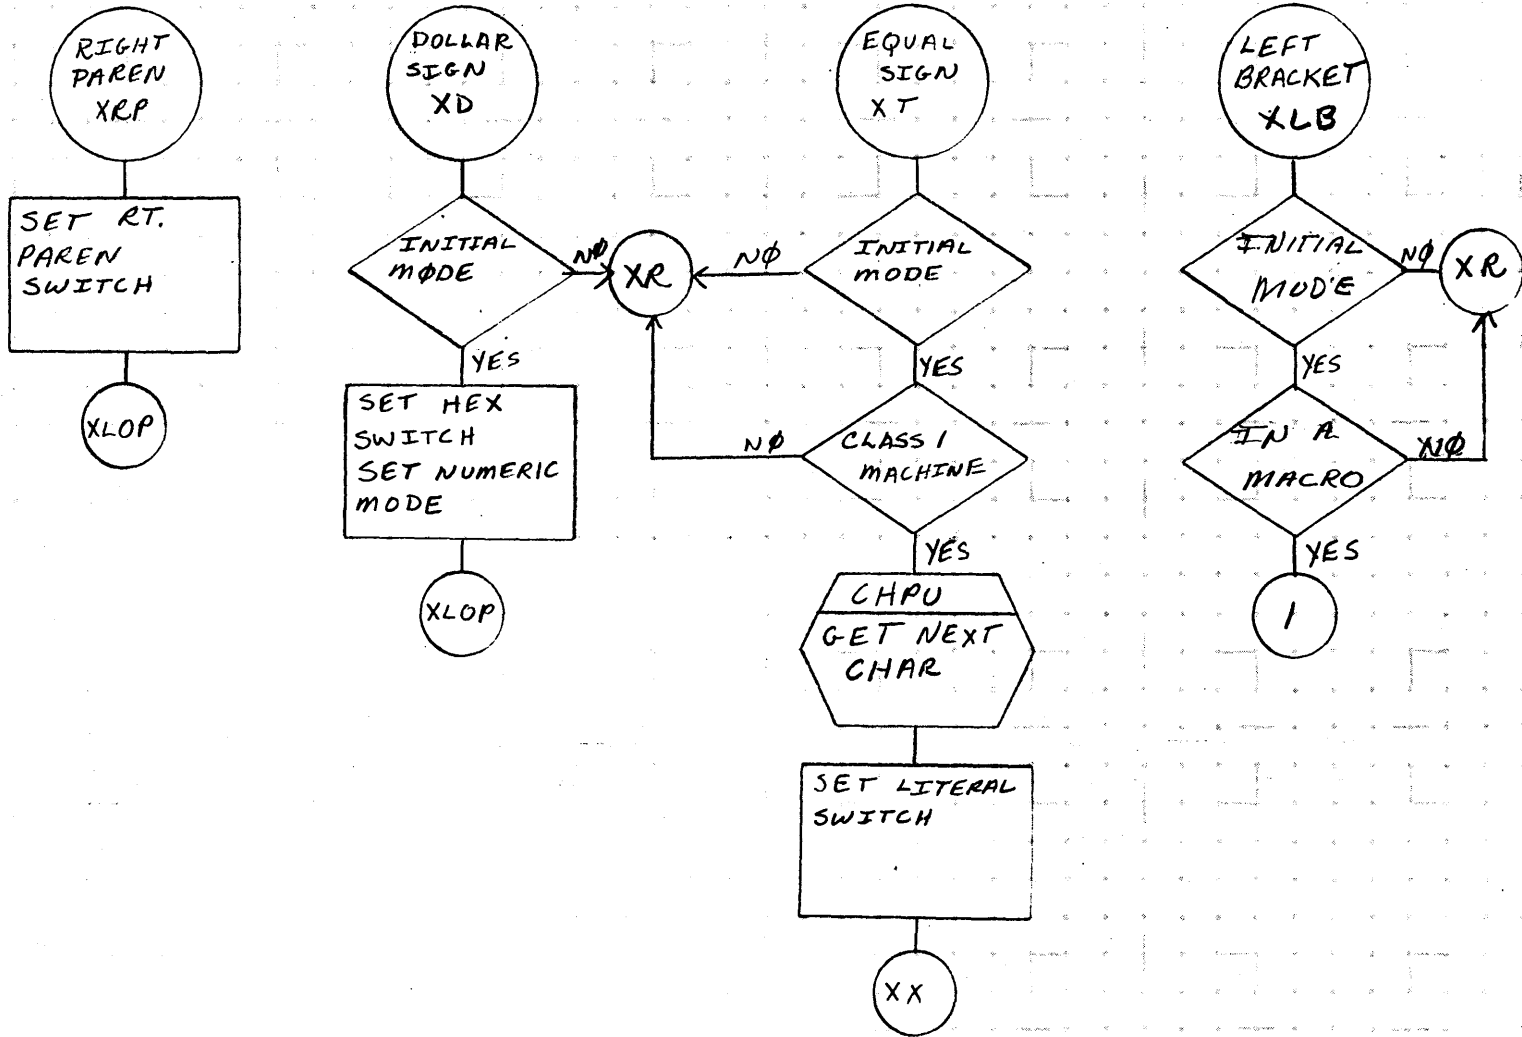 RIGHT
PAREN
XRP
SET RT.
PAREN
SWITCH
XLOP
DOLLAR
SIGN
XD
INITIAL
MØDE
NØ
XR
YES
SET HEX
SWITCH
SET NUMERIC
MODE
XLOP
EQUAL
SIGN
XT
INITIAL
MODE
NØ
YES
CLASS 1
MACHINE
NØ
YES
CHPU
GET NEXT
CHAR
SET LITERAL
SWITCH
XX
LEFT
BRACKET
XLB
INITIAL
MODE
NØ
XR
YES
IN A
MACRO
NØ
YES
1